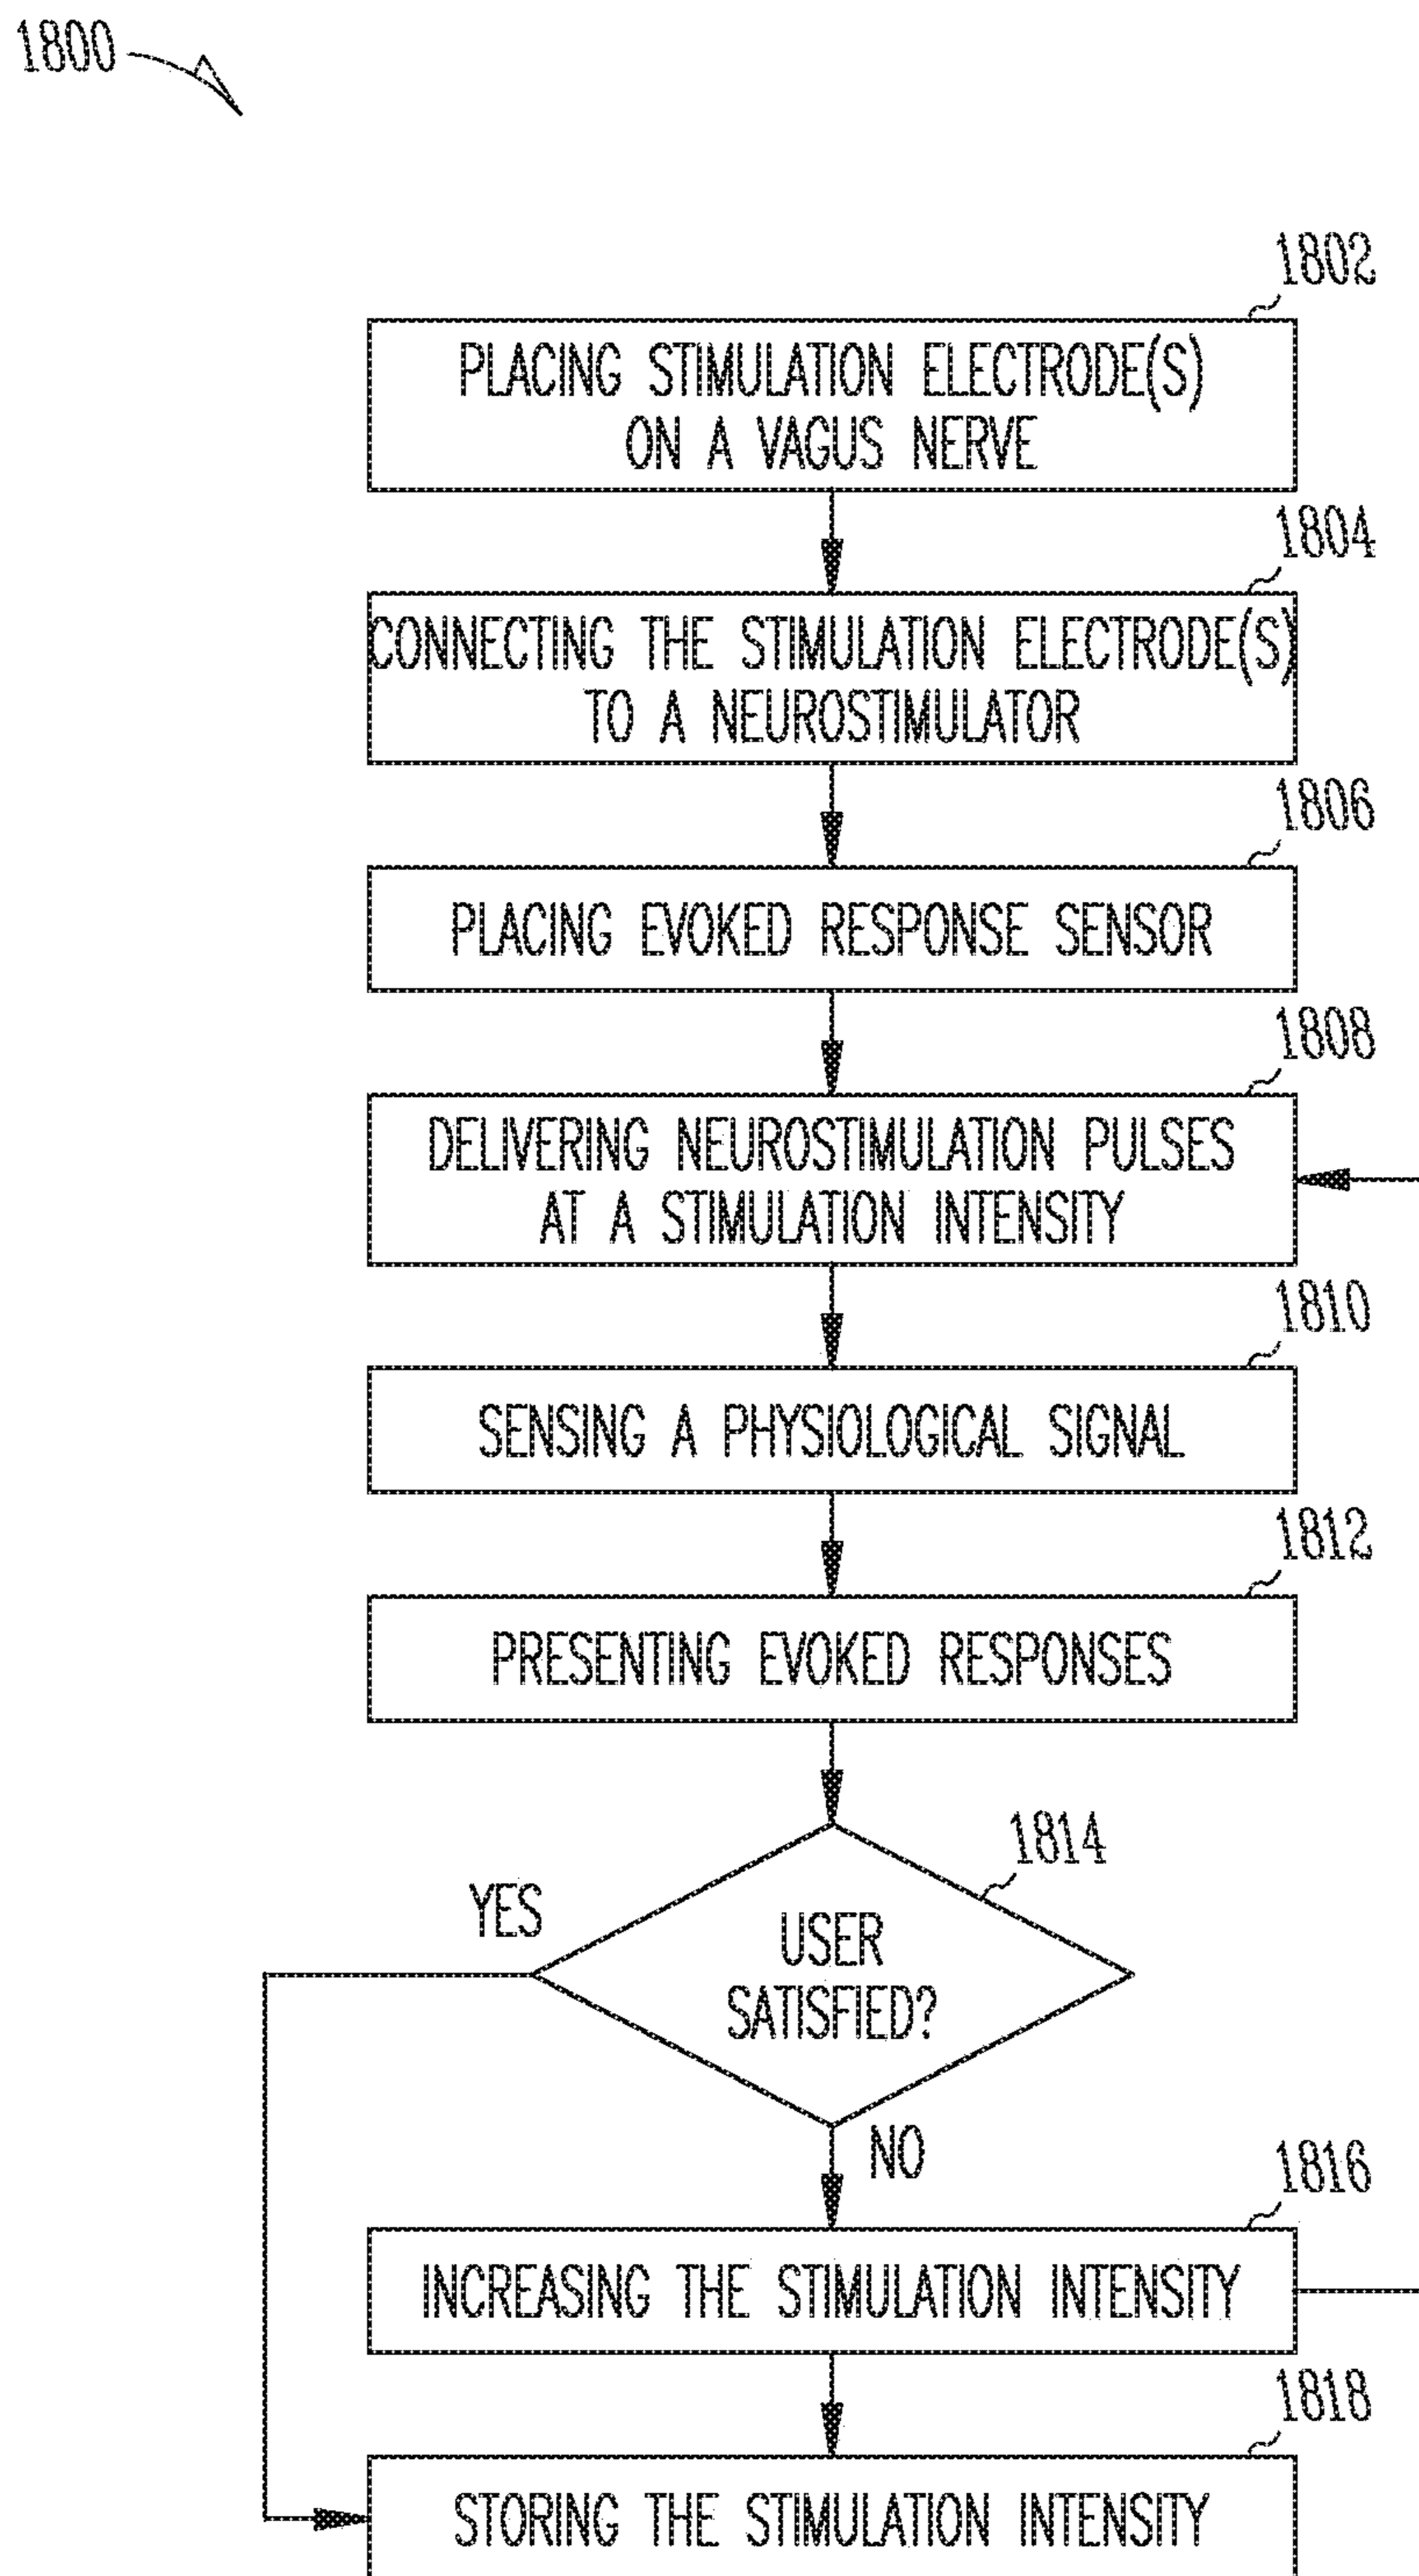 1800
1802
PLACING STIMULATION ELECTRODE(S)
ON A VAGUS NERVE
1804
CONNECTING THE STIMULATION ELECTRODE(S)
TO A NEUROSTIMULATOR
1806
PLACING EVOKED RESPONSE SENSOR
1808
DELIVERING NEUROSTIMULATION PULSES
AT A STIMULATION INTENSITY
1810
SENSING A PHYSIOLOGICAL SIGNAL
1812
PRESENTING EVOKED RESPONSES
1814
YES
USER
SATISFIED?
NO
1816
INCREASING THE STIMULATION INTENSITY
1818
STORING THE STIMULATION INTENSITY